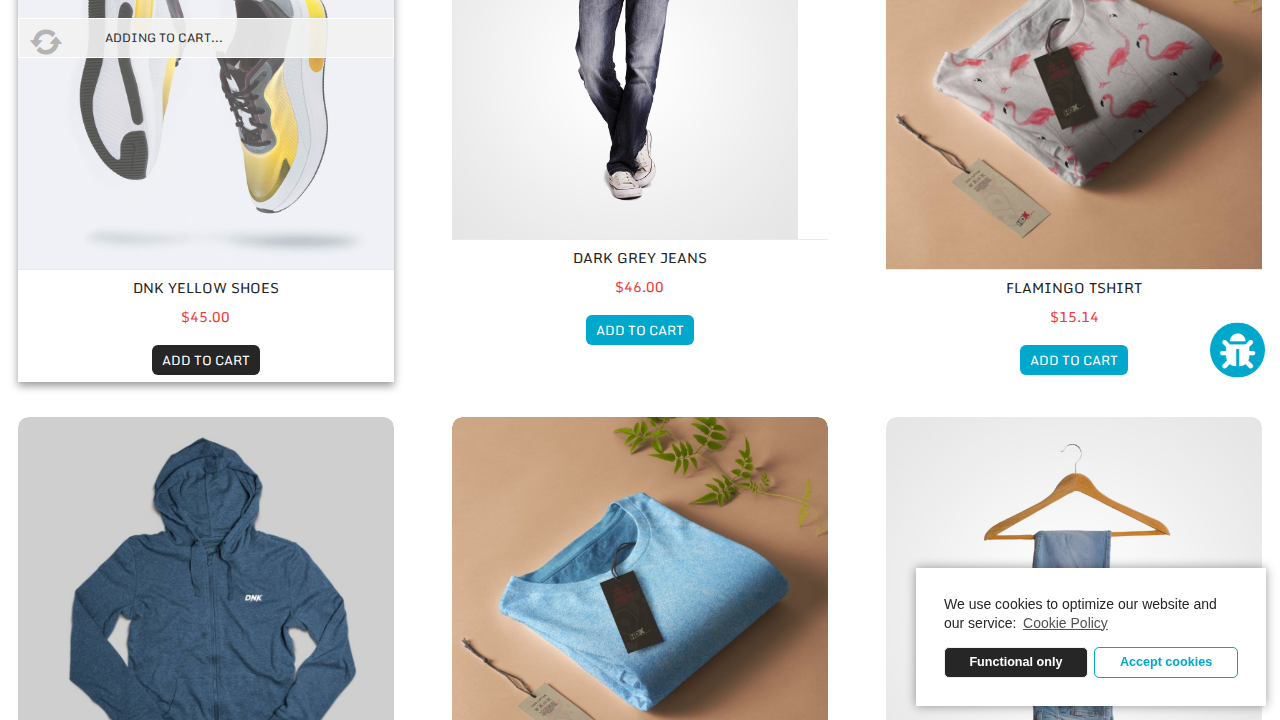 ADDING TO CART...
DNK YELLOW SHOES
$45.00
ADD TO CART
DARK GREY JEANS
$46.00
ADD TO CART
FLAMINGO TSHIRT
$15.14
ADD TO CART
DNK
We use cookies to optimize our website and
our service: Cookie Policy
Functional only
Accept cookies